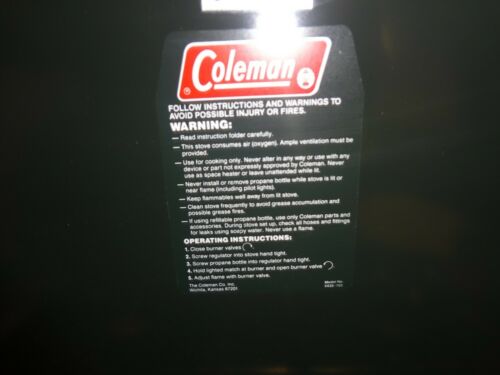 Coleman
FOLLOW INSTRUCTIONS AND WARNINGS TO
AVOID POSSIBLE INJURY OR FIRES.
WARNING:
— Read instruction folder carefully.
— This stove consumes air (oxygen). Ample ventilation must be
provided.
— Use for cooking only. Never alter in any way or use with any
device or part not expressly approved by Coleman. Never
use as space heater or leave unattended while lit.
— Never install or remove propane bottle while stove is lit or
near flame (including pilot lights).
— Keep flammables well away from lit stove.
— Clean stove frequently to avoid grease accumulation and
possible grease fires.
— If using refillable propane bottle, use only Coleman parts and
accessories. During stove set up, check all hoses and fittings
for leaks using soapy water. Never use a flame.
OPERATING INSTRUCTIONS:
1. Close burner valves
2. Screw regulator into stove hand tight.
3. Screw propane bottle into regulator hand tight.
4. Hold lighted match at burner and open burner valve
5. Adjust flame with burner valve.
The Coleman Co. Inc.
Wichita, Kansas 67201
Model No.